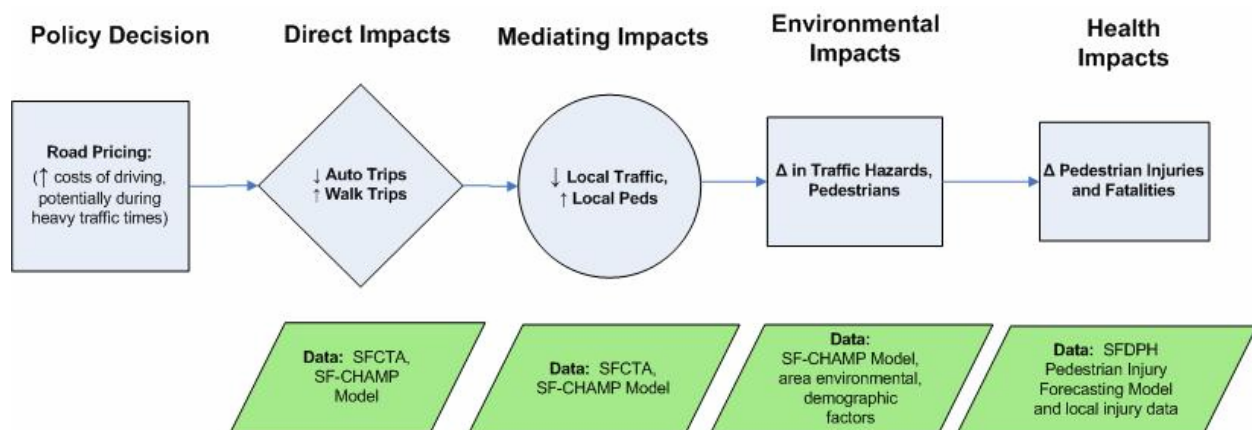 Policy Decision
Direct Impacts
Mediating Impacts
Environmental
Impacts
Health
Impacts
Road Pricing:
(↑ costs of driving,
potentially during
heavy traffic times)
↓ Auto Trips
↑ Walk Trips
↓ Local Traffic,
↑ Local Peds
Δ in Traffic Hazards,
Pedestrians
Δ Pedestrian Injuries
and Fatalities
Data: SFCTA,
SF-CHAMP
Model
Data: SFCTA,
SF-CHAMP Model
Data:
SF-CHAMP Model,
area environmental,
demographic
factors
Data: SFDPH
Pedestrian Injury
Forecasting Model
and local injury data